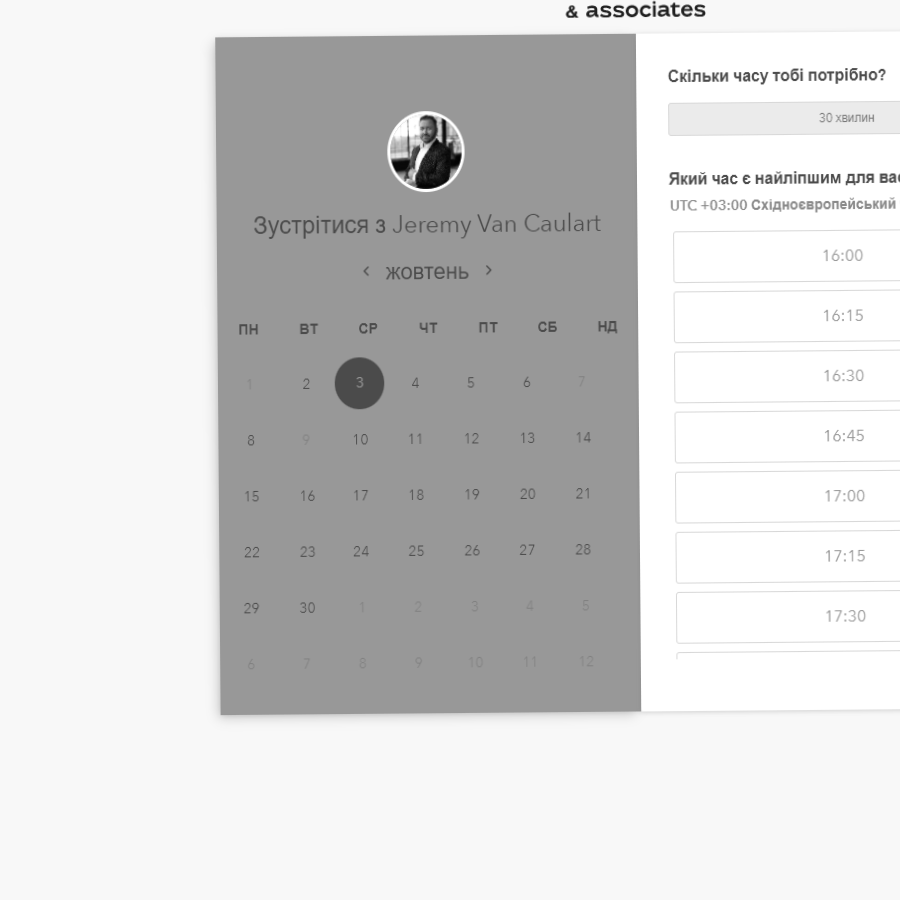 & associates
Зустрітися з Jeremy Van Caulart
‹ жовтень ›
ПН ВТ СР ЧТ ПТ СБ НД
1 2 3 4 5 6 7
8 9 10 11 12 13 14
15 16 17 18 19 20 21
22 23 24 25 26 27 28
29 30 1 2 3 4 5
6 7 8 9 10 11 12
Скільки часу тобі потрібно?
30 хвилин
Який час є найліпшим для вас
UTC +03:00 Східноєвропейський
16:00
16:15
16:30
16:45
17:00
17:15
17:30